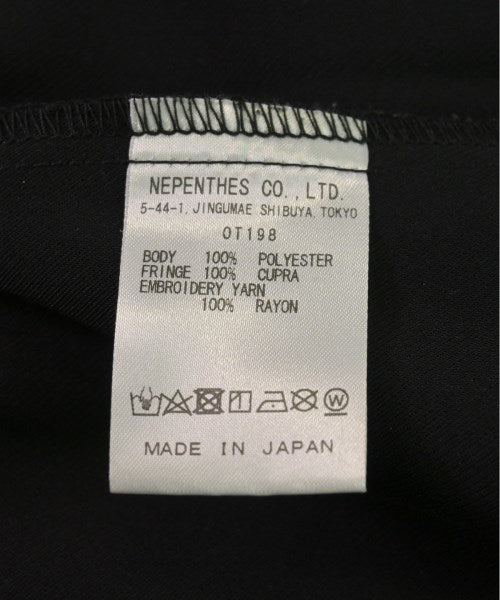 NEPENTHES CO.,LTD.
5-44-1, JINGUMAE SHIBUYA, TOKYO
OT198
BODY 100% POLYESTER
FRINGE 100% CUPRA
EMBROIDERY YARN
100% RAYON
W
MADE IN JAPAN